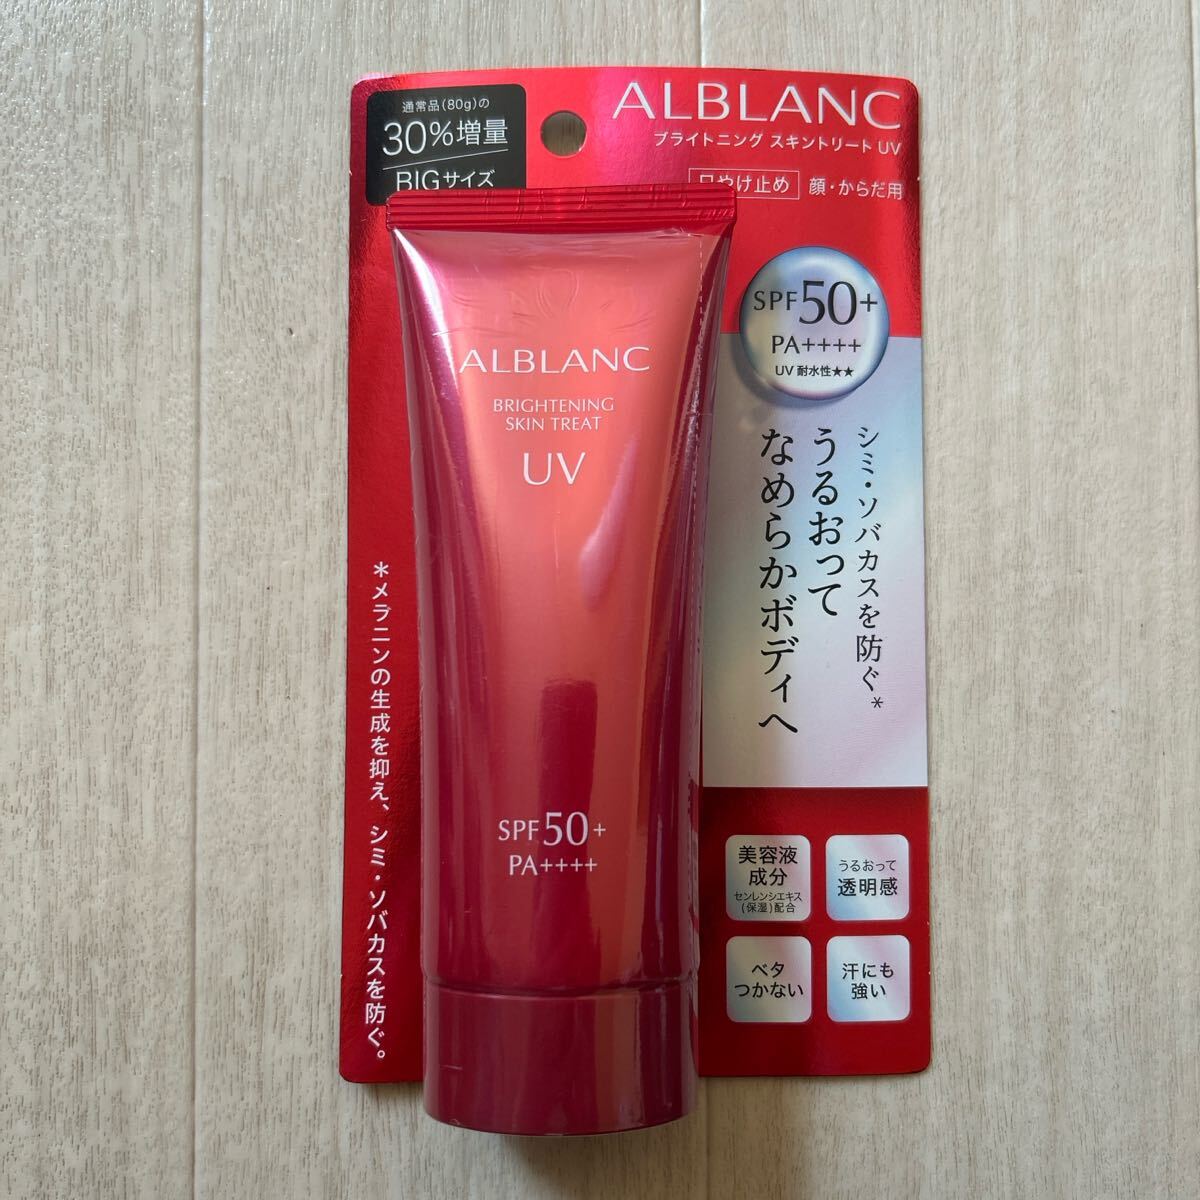 通常品(80g)の
30%増量
BIGサイズ
ALBLANC
ブライトニング スキントリート UV
日やけ止め 顔・からだ用
SPF50+
PA++++
UV 耐水性★★
シミ・ソバカスを防ぐ*
うるおって
なめらかボディへ
ALBLANC
BRIGHTENING
SKIN TREAT
UV
SPF50+
PA++++
*メラニンの生成を抑え、シミ・ソバカスを防ぐ。
美容液
成分
センレンシエキス
(保湿)配合
うるおって
透明感
ベタ
つかない
汗にも
強い